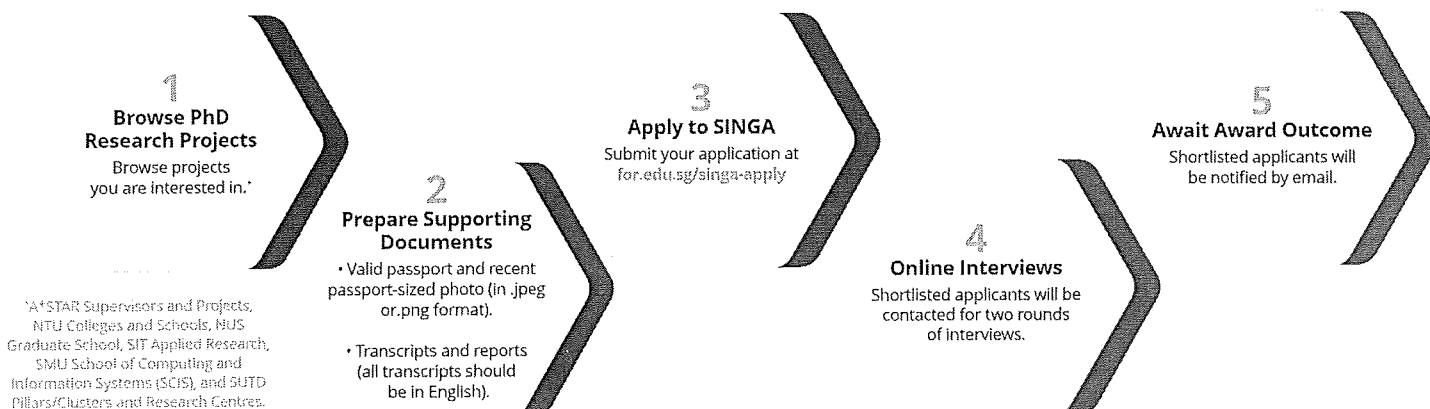 1
Browse PhD
Research Projects
Browse projects
you are interested in.*
*A*STAR Supervisors and Projects,
NTU Colleges and Schools, NUS
Graduate School, SIT Applied Research,
SMU School of Computing and
Information Systems (SCIS), and SUTD
Pillars/Clusters and Research Centres.
2
Prepare Supporting
Documents
• Valid passport and recent
passport-sized photo (in .jpeg
or.png format).
• Transcripts and reports
(all transcripts should
be in English).
3
Apply to SINGA
Submit your application at
for.edu.sg/singa-apply
4
Online Interviews
Shortlisted applicants will be
contacted for two rounds
of interviews.
5
Await Award Outcome
Shortlisted applicants will
be notified by email.